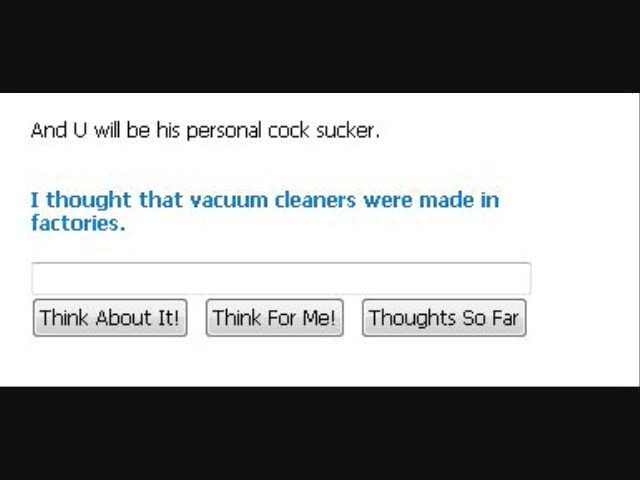 And U will be his personal cock sucker.
I thought that vacuum cleaners were made in
factories.
Think About It! Think For Me! Thoughts So Far